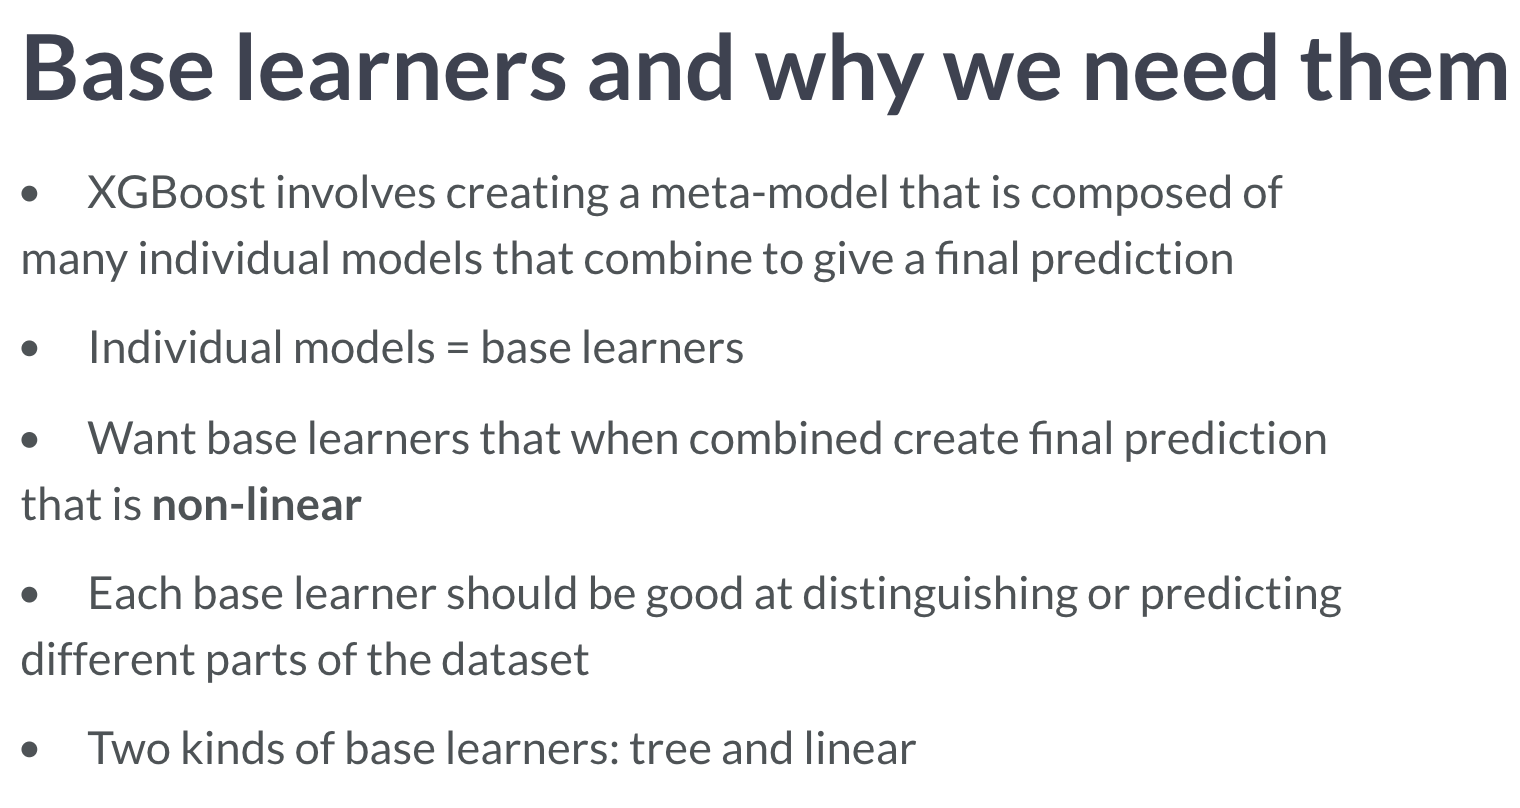 Base learners and why we need them
• XGBoost involves creating a meta-model that is composed of
many individual models that combine to give a final prediction
• Individual models = base learners
• Want base learners that when combined create final prediction
that is non-linear
• Each base learner should be good at distinguishing or predicting
different parts of the dataset
• Two kinds of base learners: tree and linear